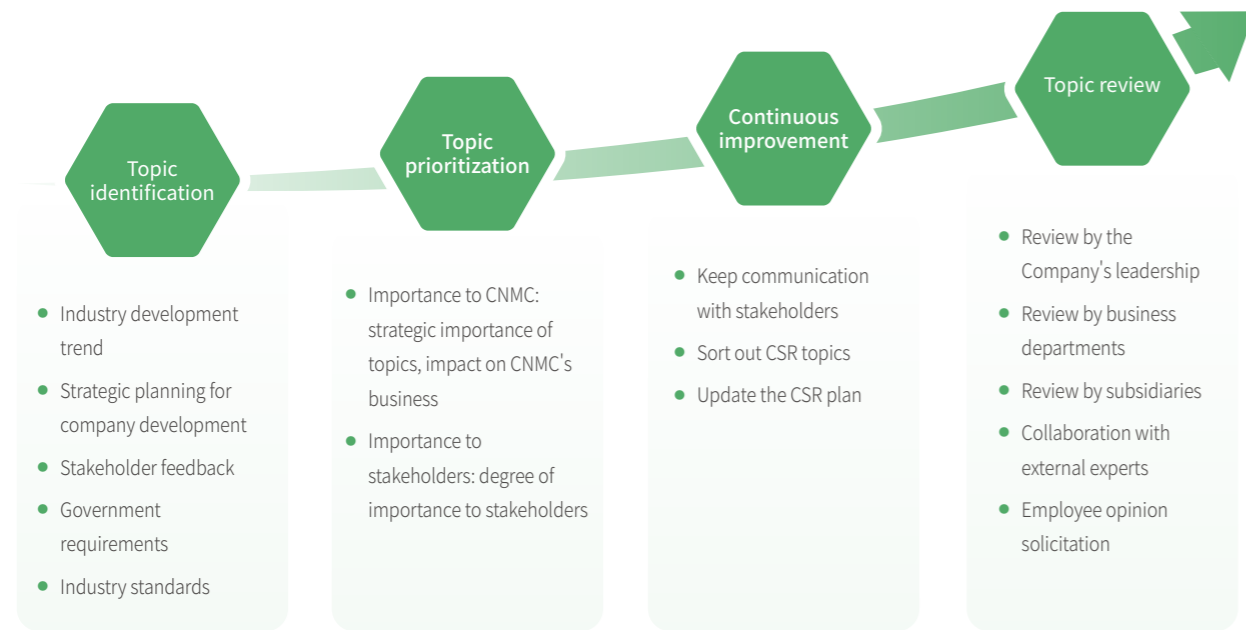 Topic
identification
Industry development
trend
Strategic planning for
company development
Stakeholder feedback
Government
requirements
Industry standards
Topic
prioritization
Importance to CNMC:
strategic importance of
topics, impact on CNMC's
business
Importance to
stakeholders: degree of
importance to stakeholders
Continuous
improvement
Keep communication
with stakeholders
Sort out CSR topics
Update the CSR plan
Topic review
Review by the
Company's leadership
Review by business
departments
Review by subsidiaries
Collaboration with
external experts
Employee opinion
solicitation